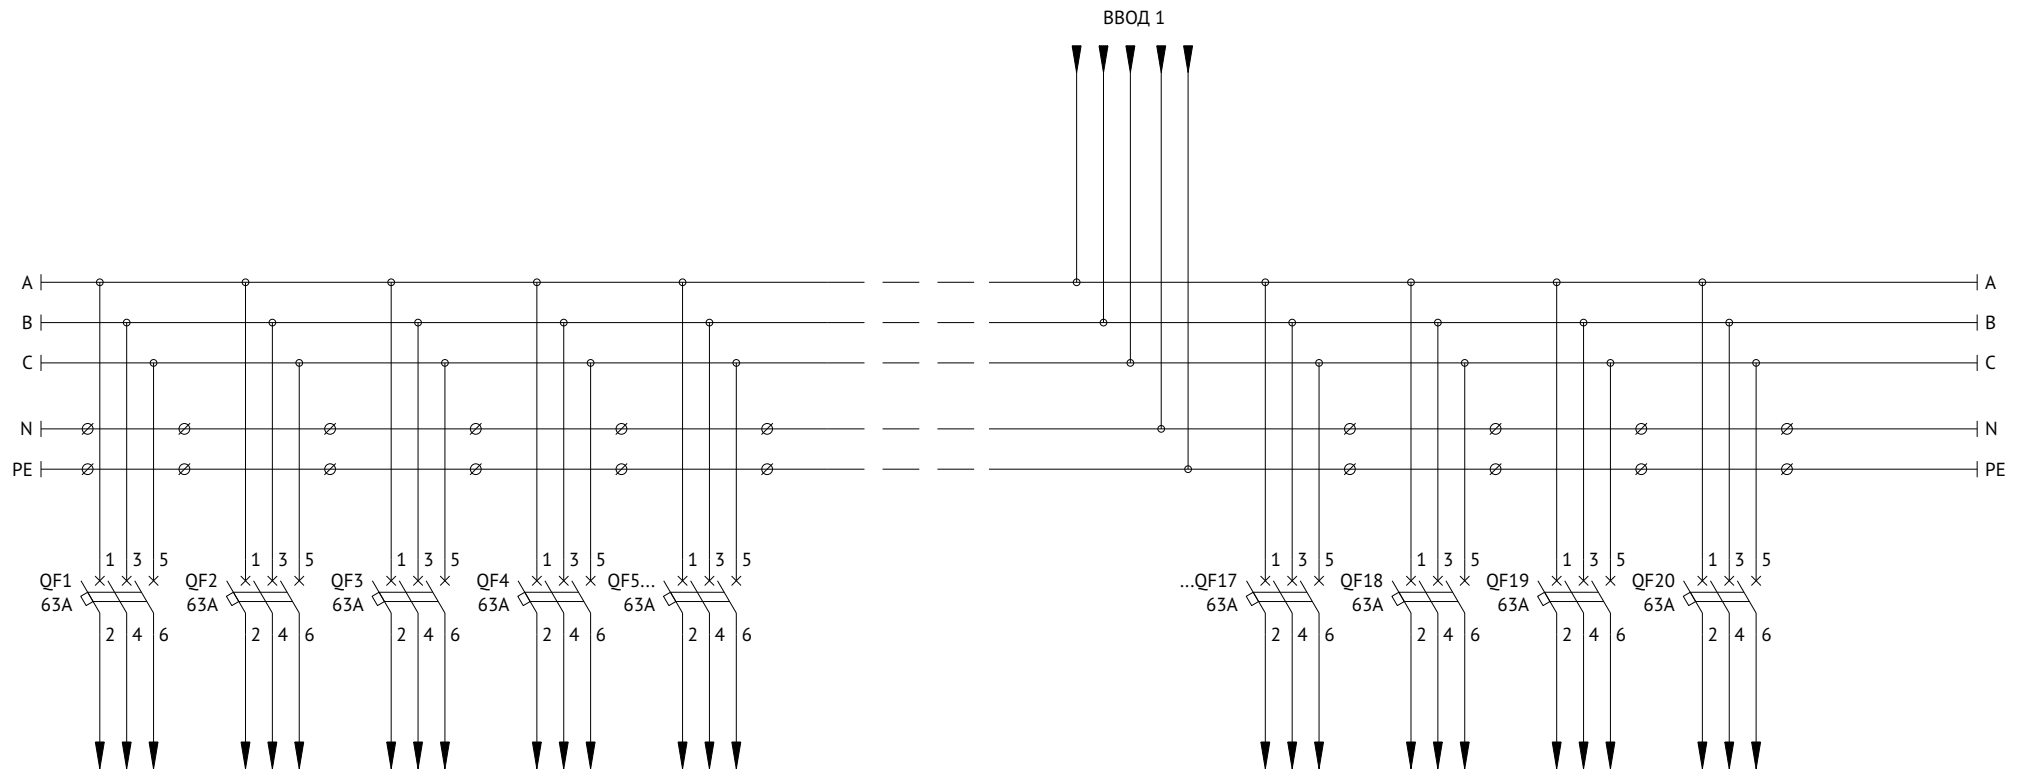 ВВОД 1
A A
B B
C C
N N
PE PE
1 3 5 1 3 5 1 3 5 1 3 5 1 3 5 1 3 5 1 3 5 1 3 5 1 3 5
QF1 QF2 QF3 QF4 QF5... ...QF17 QF18 QF19 QF20
63A 63A 63A 63A 63A 63A 63A 63A 63A
2 4 6 2 4 6 2 4 6 2 4 6 2 4 6 2 4 6 2 4 6 2 4 6 2 4 6